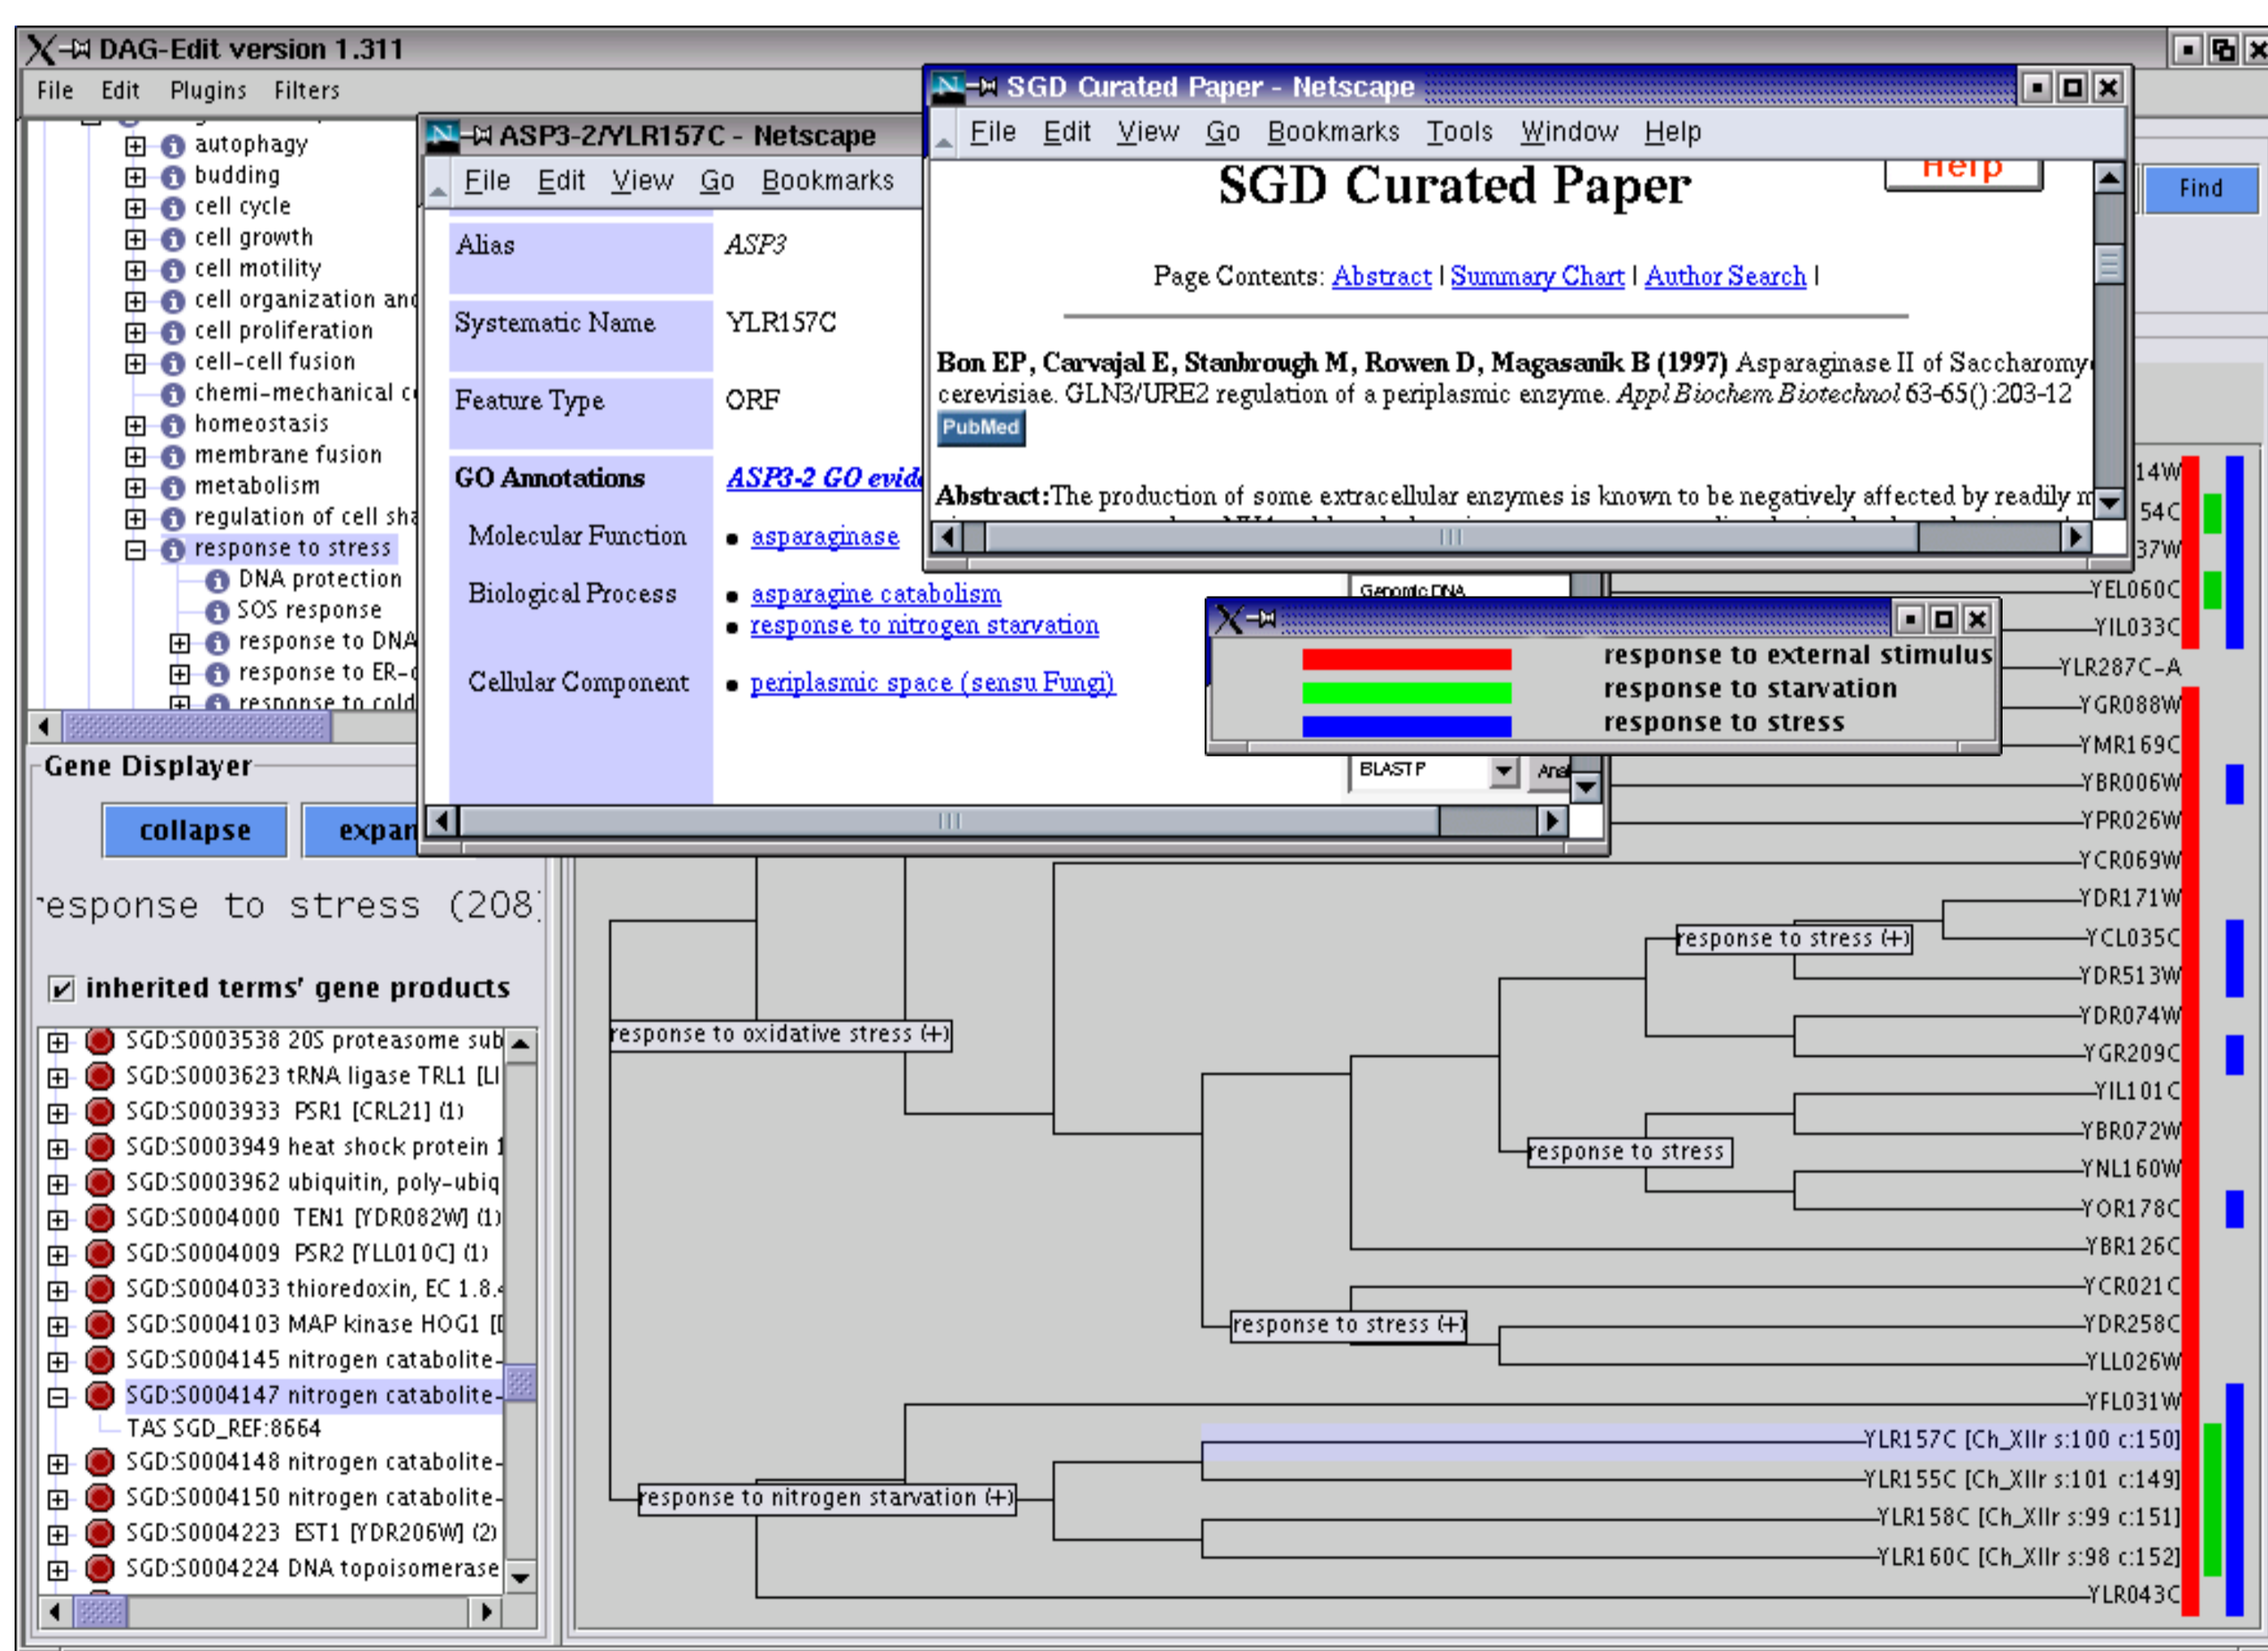 DAG-Edit version 1.311
File Edit Plugins Filters
autophagy
budding
cell cycle
cell growth
cell motility
cell organization and
cell proliferation
cell-cell fusion
chemi-mechanical
homeostasis
membrane fusion
metabolism
regulation of cell
response to stress
DNA protection
SOS response
response to DNA
response to
response to cold
Gene Displayer
collapse
response to stress (208
inherited terms' gene products
SGD:S0003538 20S proteasome
SGD:S0003623 tRNA ligase TRL1
SGD:S0003933 PSR1 [CRL21] (1)
SGD:S0003949 heat shock protein
SGD:S0003962 ubiquitin,
SGD:S0004000 TEN1 [YDR082W] (1)
SGD:S0004009 PSR2 [YLL010C] (1)
SGD:S0004033 thioredoxin, EC 1.8.
SGD:S0004103 MAP kinase HOG1
SGD:S0004145 nitrogen catabolite-
SGD:S0004147 nitrogen catabolite-
TAS SGD_REF:8664
SGD:S0004148 nitrogen catabolite-
SGD:S0004150 nitrogen catabolite-
SGD:S0004223 EST1 [YDR206W] (2)
SGD:S0004224 DNA topoisomerase
ASP3-2/YLR157C - Netscape
File Edit View Go Bookmarks
Alias ASP3
Systematic Name YLR157C
Feature Type ORF
GO Annotations ASP3-2 GO
Molecular Function • asparaginase
Biological Process • asparagine catabolism
• response to nitrogen starvation
Cellular Component • periplasmic space (sensu Fungi)
Genomic DNA
BLASTP
SGD Curated Paper - Netscape
File Edit View Go Bookmarks Tools Window Help
Help
SGD Curated Paper
Page Contents: Abstract | Summary Chart | Author Search |
Bon EP, Carvajal E, Stanbrough M, Rowen D, Magasanik B (1997) Asparaginase II of
cerevisiae. GLN3/URE2 regulation of a periplasmic enzyme. Appl Biochem Biotechnol 63-65():203-12
PubMed
Abstract:The production of some extracellular enzymes is known to be negatively affected by readily
Find
response to external stimulus
response to starvation
response to stress
14W
54C
37W
YEL060C
YIL033C
YLR287C-A
YGR088W
YMR169C
YBR006W
YPR026W
YCR069W
YDR171W
response to stress (+)
YCL035C
YDR513W
YDR074W
response to oxidative stress (+)
YGR209C
YIL101C
YBR072W
response to stress
YNL160W
YOR178C
YBR126C
YCR021C
response to stress (+)
YDR258C
YLL026W
YFL031W
YLR157C [Ch_XIIr s:100 c:150]
YLR155C [Ch_XIIr s:101 c:149]
response to nitrogen starvation (+)
YLR158C [Ch_XIIr s:99 c:151]
YLR160C [Ch_XIIr s:98 c:152]
YLR043C